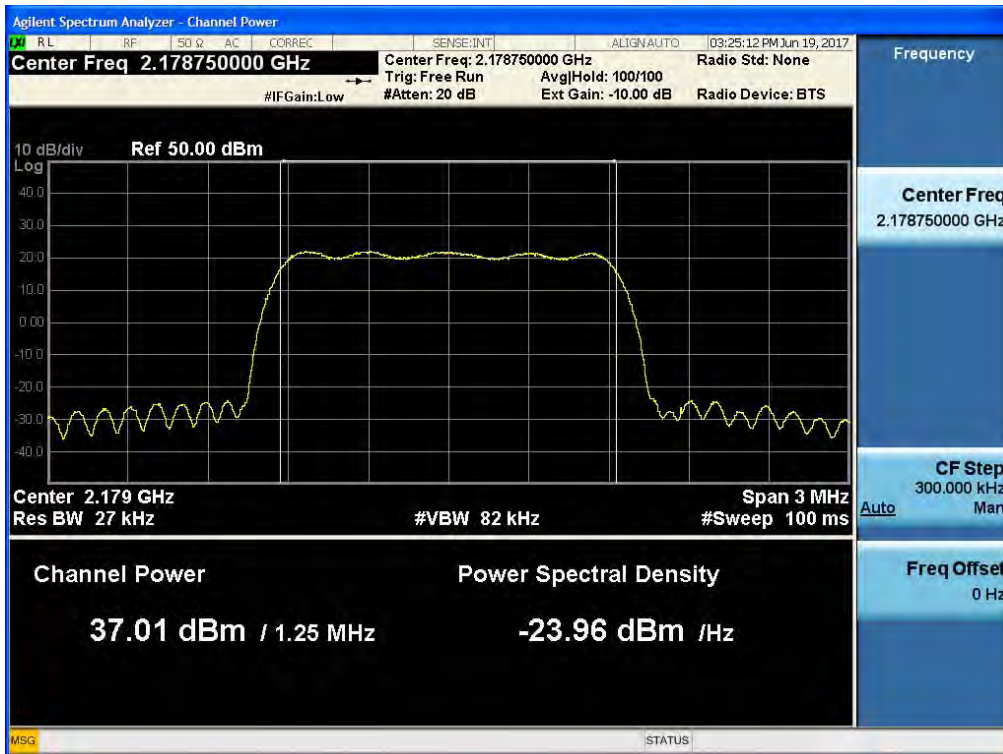 Agilent Spectrum Analyzer - Channel Power
LXI RL RF 50 Ω AC CORREC SENSE:INT ALIGNAUTO 03:25:12 PM Jun 19, 2017
Center Freq 2.178750000 GHz
Center Freq: 2.178750000 GHz Radio Std: None
Trig: Free Run Avg|Hold: 100/100
#IFGain:Low #Atten: 20 dB Ext Gain: -10.00 dB Radio Device: BTS
10 dB/div Ref 50.00 dBm
Log
40.0
30.0
20.0
10.0
0.00
-10.0
-20.0
-30.0
-40.0
Center 2.179 GHz Span 3 MHz
Res BW 27 kHz #VBW 82 kHz #Sweep 100 ms
Channel Power Power Spectral Density
37.01 dBm / 1.25 MHz -23.96 dBm /Hz
MSG STATUS
Frequency
Center Freq
2.178750000 GHz
CF Step
300.000 kHz
Auto Man
Freq Offset
0 Hz